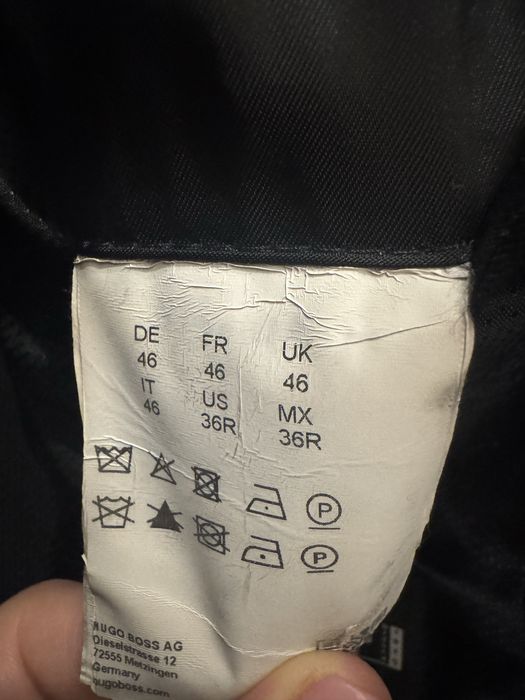 DE FR UK
46 46 46
IT US MX
46 36R 36R
P
P
HUGO BOSS AG
Dieselstrasse 12
72555 Metzingen
Germany
hugoboss.com